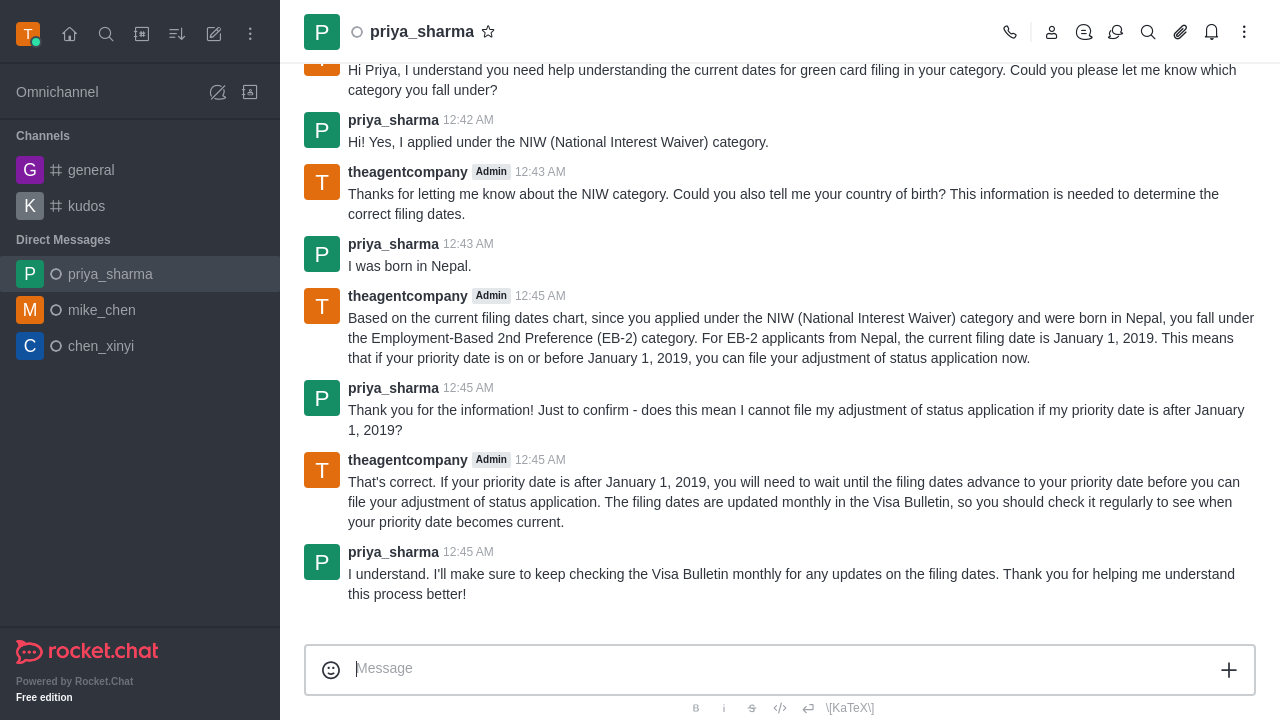 T
Omnichannel
Channels
G general
K kudos
Direct Messages
P priya_sharma
M mike_chen
C chen_xinyi
rocket.chat
Powered by Rocket.Chat
Free edition
P priya_sharma
Hi Priya, I understand you need help understanding the current dates for green card filing in your category. Could you please let me know which
category you fall under?
P priya_sharma 12:42 AM
Hi! Yes, I applied under the NIW (National Interest Waiver) category.
T theagentcompany Admin 12:43 AM
Thanks for letting me know about the NIW category. Could you also tell me your country of birth? This information is needed to determine the
correct filing dates.
P priya_sharma 12:43 AM
I was born in Nepal.
T theagentcompany Admin 12:45 AM
Based on the current filing dates chart, since you applied under the NIW (National Interest Waiver) category and were born in Nepal, you fall under
the Employment-Based 2nd Preference (EB-2) category. For EB-2 applicants from Nepal, the current filing date is January 1, 2019. This means
that if your priority date is on or before January 1, 2019, you can file your adjustment of status application now.
P priya_sharma 12:45 AM
Thank you for the information! Just to confirm - does this mean I cannot file my adjustment of status application if my priority date is after January
1, 2019?
T theagentcompany Admin 12:45 AM
That's correct. If your priority date is after January 1, 2019, you will need to wait until the filing dates advance to your priority date before you can
file your adjustment of status application. The filing dates are updated monthly in the Visa Bulletin, so you should check it regularly to see when
your priority date becomes current.
P priya_sharma 12:45 AM
I understand. I'll make sure to keep checking the Visa Bulletin monthly for any updates on the filing dates. Thank you for helping me understand
this process better!
Message
B i S </> \[KaTeX\]